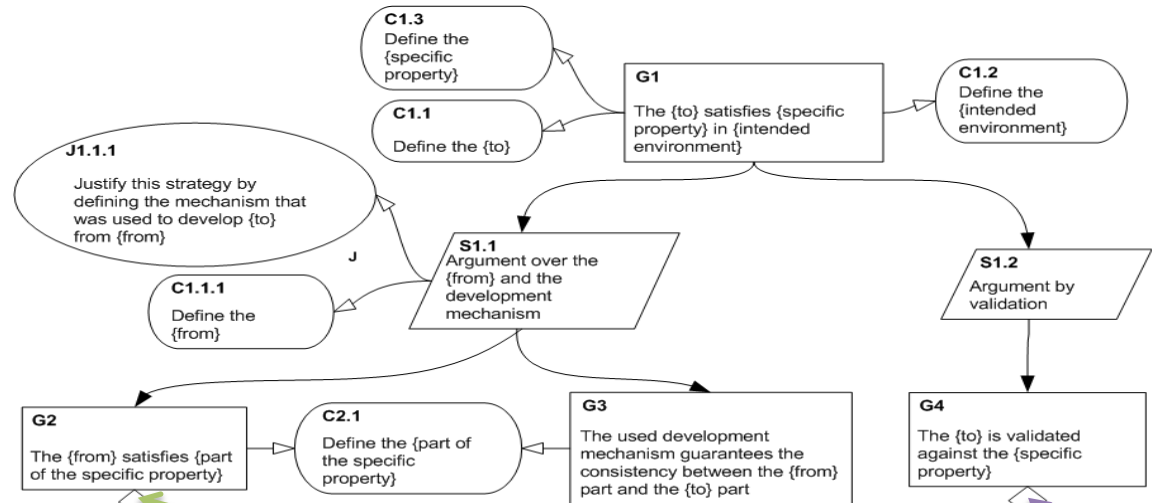 C1.3
Define the
{specific
property}
G1
The {to} satisfies {specific
property} in {intended
environment}
C1.2
Define the
{intended
environment}
C1.1
Define the {to}
J1.1.1
Justify this strategy by
defining the mechanism that
was used to develop {to}
from {from}
J
S1.1
Argument over the
{from} and the
development
mechanism
S1.2
Argument by
validation
C1.1.1
Define the
{from}
G2
The {from} satisfies {part
of the specific property}
C2.1
Define the {part of
the specific
property}
G3
The used development
mechanism guarantees the
consistency between the {from}
part and the {to} part
G4
The {to} is validated
against the {specific
property}